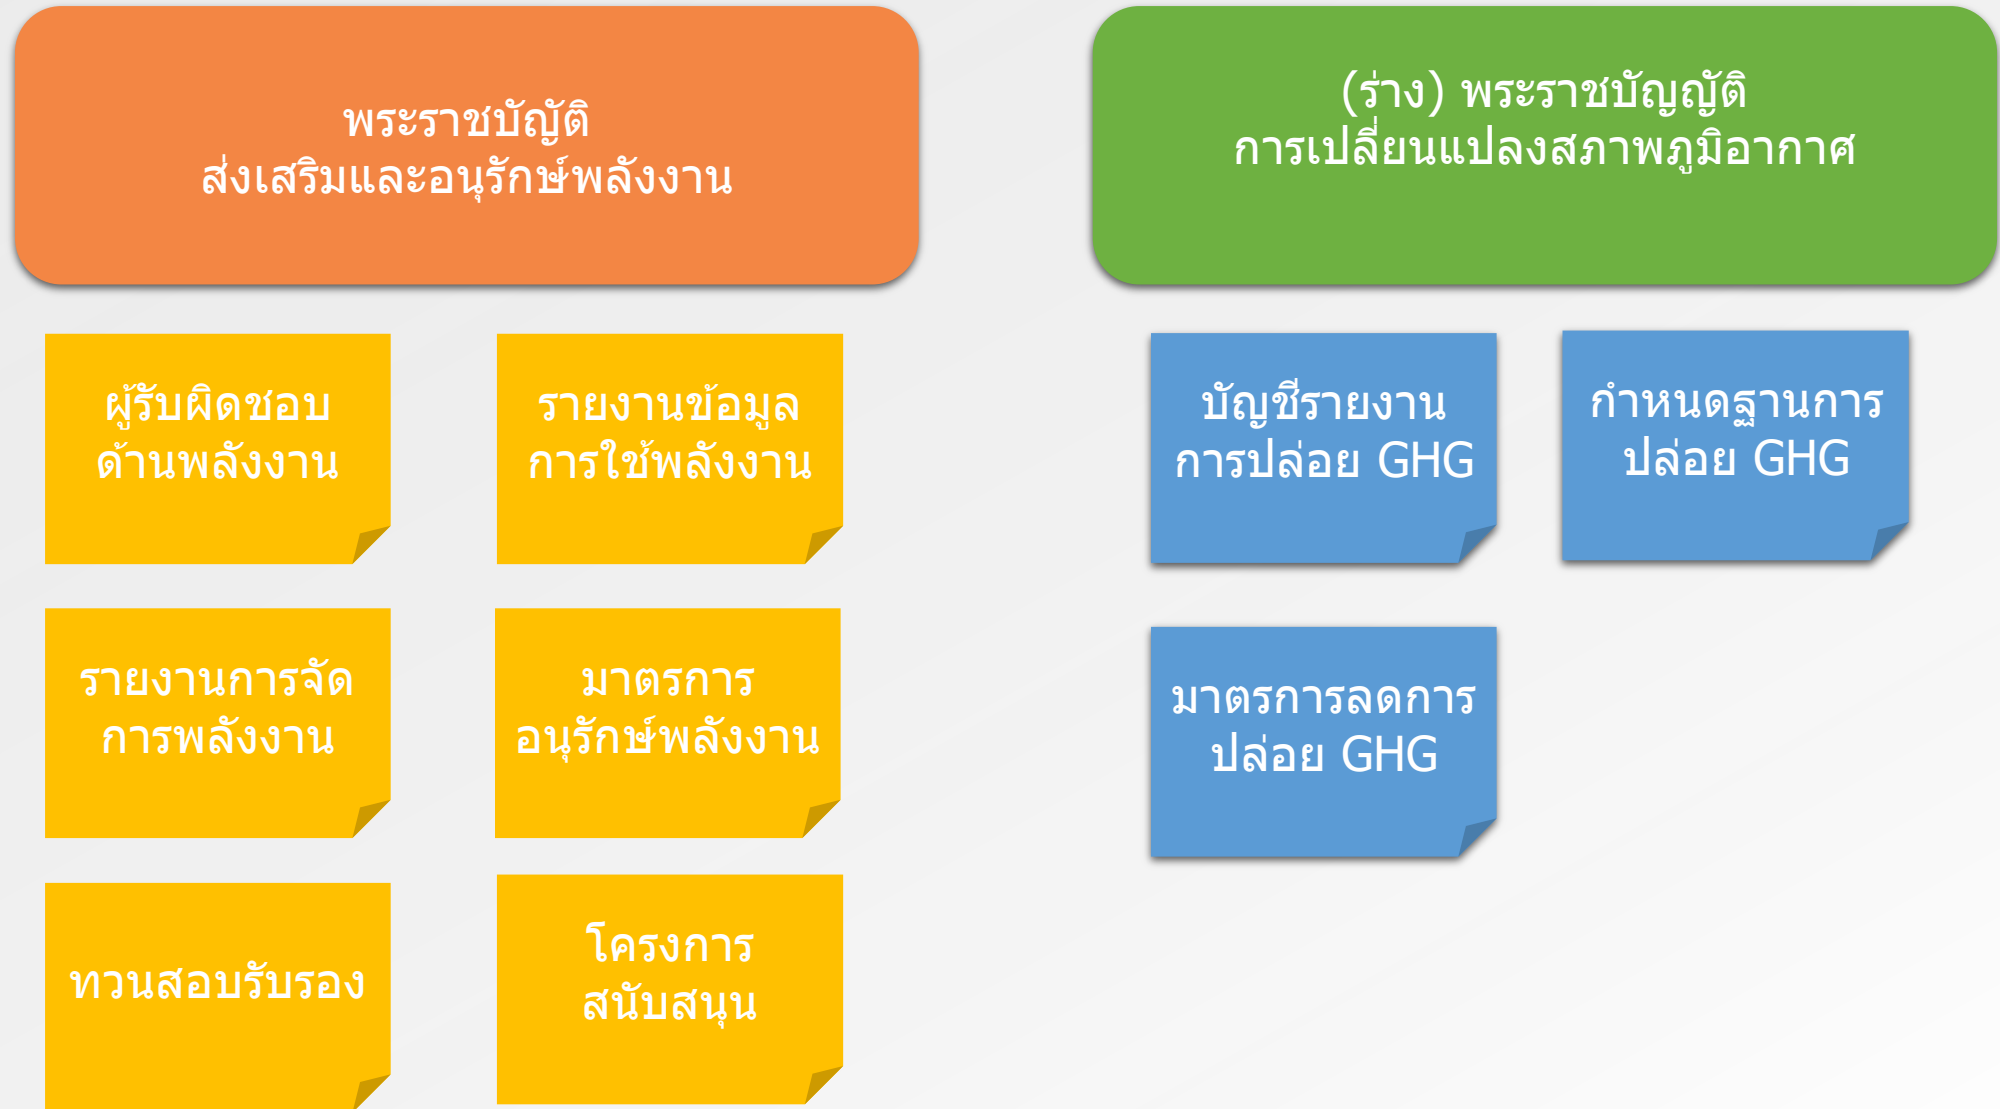 พระราชบัญัติ
ส่งเสริมและอนุรักษ์พลังงาน
(ร่าง) พระราชบัญญัติ
การเปลี่ยนแปลงสภาพภูมิอากาศ
ผู้รับผิดชอบ
ด้านพลังงาน
รายงานข้อมูล
การใช้พลังงาน
บัญชีรายงาน
การปล่อย GHG
กำหนดฐานการ
ปล่อย GHG
รายงานการจัด
การพลังงาน
มาตรการ
อนุรักษ์พลังงาน
มาตรการลดการ
ปล่อย GHG
ทวนสอบรับรอง
โครงการ
สนับสนุน